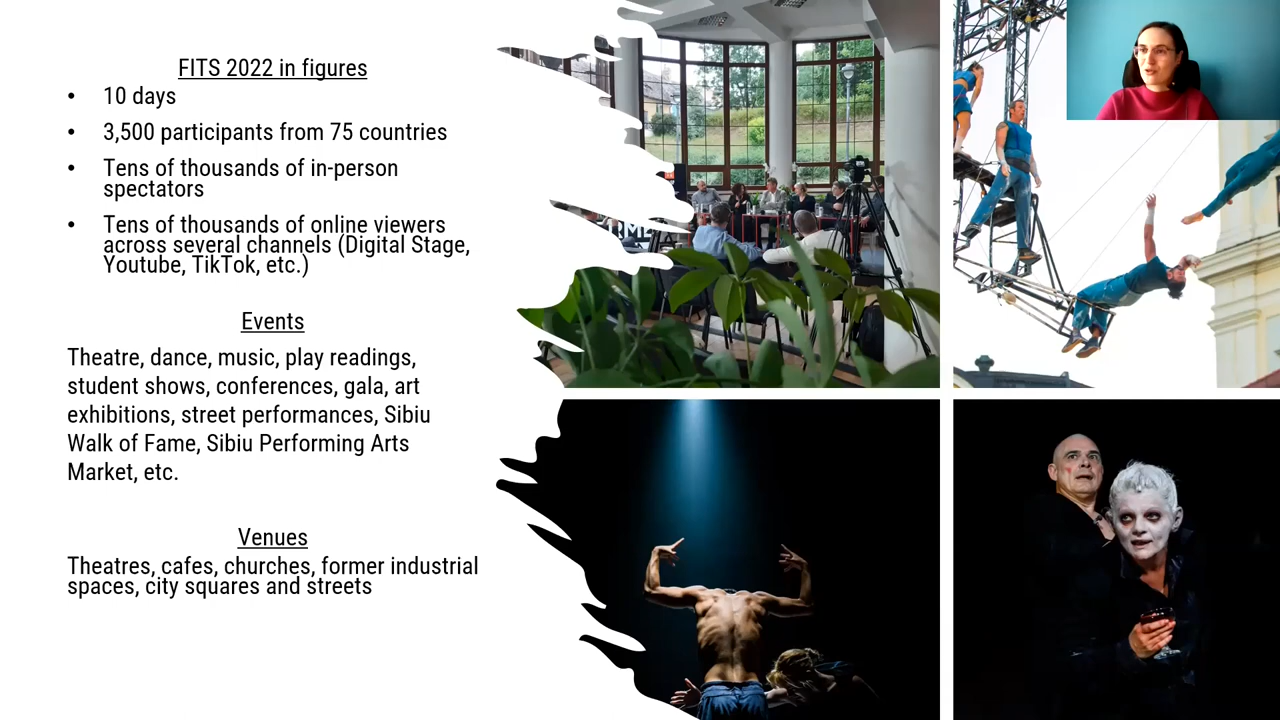 FITS 2022 in figures
• 10 days
• 3,500 participants from 75 countries
• Tens of thousands of in-person
spectators
• Tens of thousands of online viewers
across several channels (Digital Stage,
Youtube, TikTok, etc.)
Events
Theatre, dance, music, play readings,
student shows, conferences, gala, art
exhibitions, street performances, Sibiu
Walk of Fame, Sibiu Performing Arts
Market, etc.
Venues
Theatres, cafes, churches, former industrial
spaces, city squares and streets